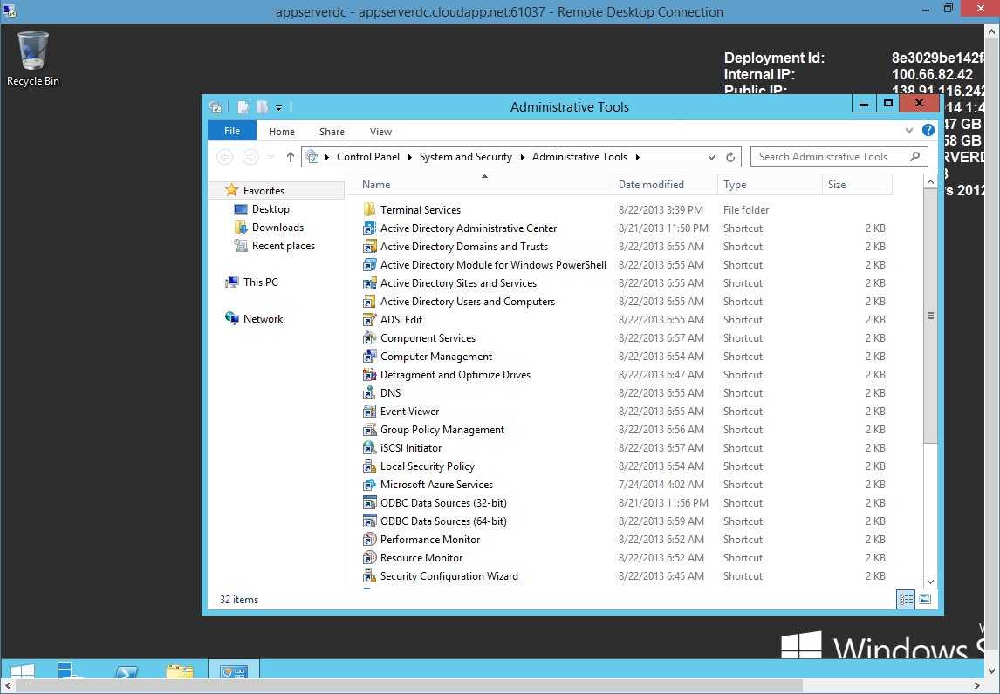 appserverdc - appserverdc.cloudapp.net:61037 - Remote Desktop Connection
Recycle Bin
Deployment Id: 8e3029be142f
Internal IP: 100.66.82.42
Public IP: 138.91.116.242
14 1:4
47 GB
58 GB
RVERD
s 2012
Administrative Tools
File Home Share View
Control Panel System and Security Administrative Tools
Search Administrative Tools
Favorites
Desktop
Downloads
Recent places
This PC
Network
Name Date modified Type Size
Terminal Services 8/22/2013 3:39 PM File folder
Active Directory Administrative Center 8/21/2013 11:50 PM Shortcut 2 KB
Active Directory Domains and Trusts 8/22/2013 6:55 AM Shortcut 2 KB
Active Directory Module for Windows PowerShell 8/22/2013 6:55 AM Shortcut 2 KB
Active Directory Sites and Services 8/22/2013 6:55 AM Shortcut 2 KB
Active Directory Users and Computers 8/22/2013 6:55 AM Shortcut 2 KB
ADSI Edit 8/22/2013 6:55 AM Shortcut 2 KB
Component Services 8/22/2013 6:57 AM Shortcut 2 KB
Computer Management 8/22/2013 6:54 AM Shortcut 2 KB
Defragment and Optimize Drives 8/22/2013 6:47 AM Shortcut 2 KB
DNS 8/22/2013 6:55 AM Shortcut 2 KB
Event Viewer 8/22/2013 6:55 AM Shortcut 2 KB
Group Policy Management 8/22/2013 6:56 AM Shortcut 2 KB
iSCSI Initiator 8/22/2013 6:57 AM Shortcut 2 KB
Local Security Policy 8/22/2013 6:54 AM Shortcut 2 KB
Microsoft Azure Services 7/24/2014 4:02 AM Shortcut 2 KB
ODBC Data Sources (32-bit) 8/21/2013 11:56 PM Shortcut 2 KB
ODBC Data Sources (64-bit) 8/22/2013 6:59 AM Shortcut 2 KB
Performance Monitor 8/22/2013 6:52 AM Shortcut 2 KB
Resource Monitor 8/22/2013 6:52 AM Shortcut 2 KB
Security Configuration Wizard 8/22/2013 6:45 AM Shortcut 2 KB
32 items
Windows S